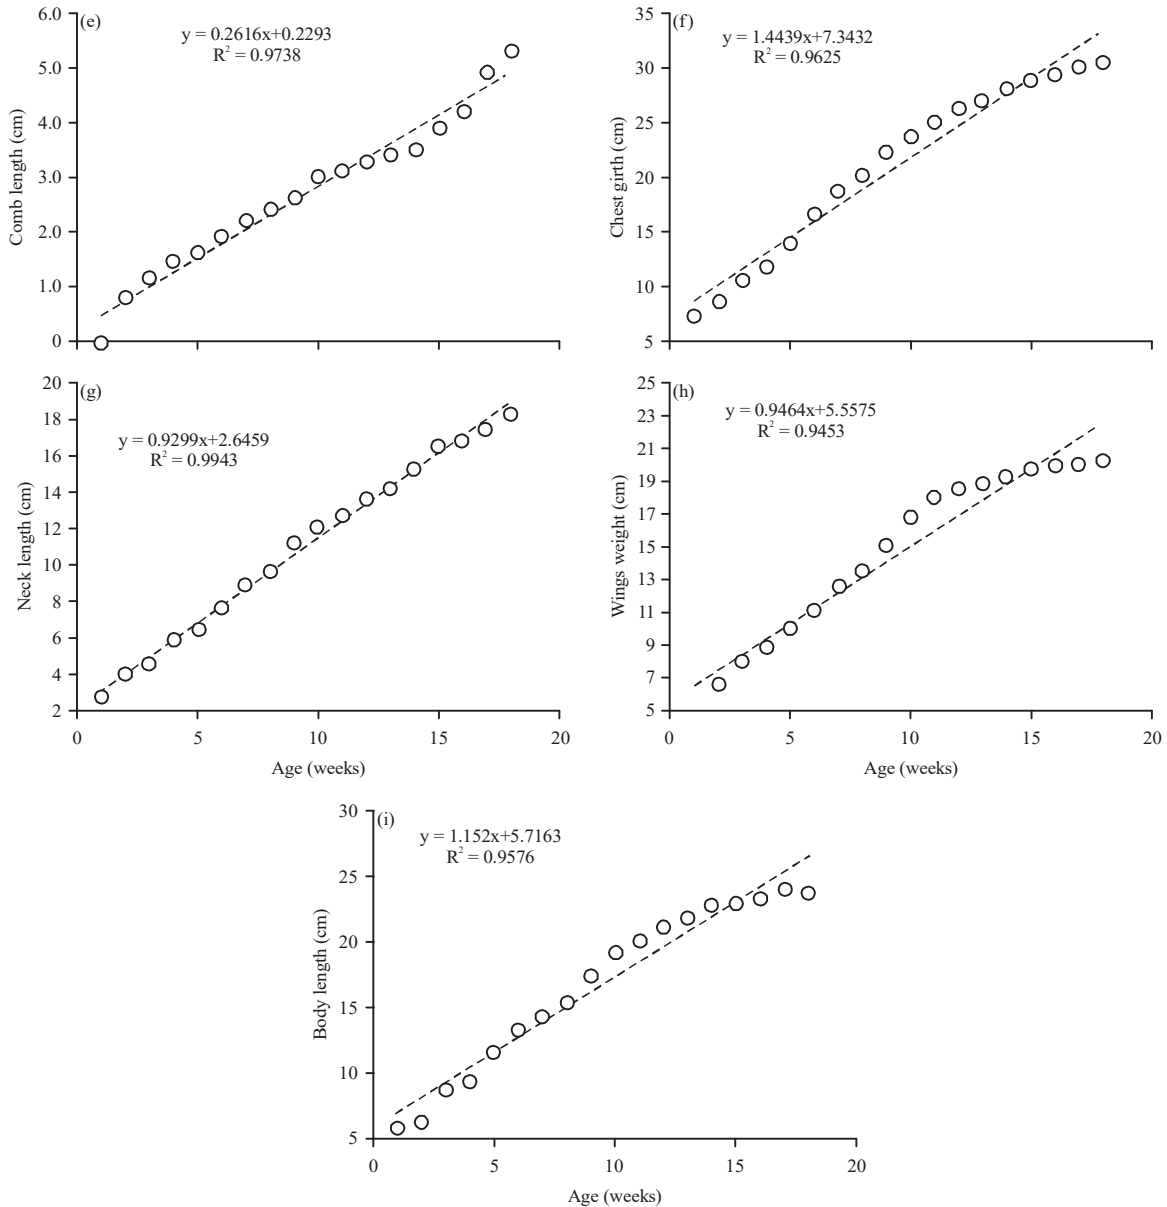 (e)
y = 0.2616x+0.2293
R² = 0.9738
6.0
5.0
4.0
3.0
2.0
1.0
0
Comb length (cm)
(f)
y = 1.4439x+7.3432
R² = 0.9625
35
30
25
20
15
10
5
Chest girth (cm)
(g)
y = 0.9299x+2.6459
R² = 0.9943
20
18
16
14
12
10
8
6
4
2
Neck length (cm)
0 5 10 15 20
Age (weeks)
(h)
y = 0.9464x+5.5575
R² = 0.9453
25
23
21
19
17
15
13
11
9
7
5
Wings weight (cm)
0 5 10 15 20
Age (weeks)
(i)
y = 1.152x+5.7163
R² = 0.9576
30
25
20
15
10
5
Body length (cm)
0 5 10 15 20
Age (weeks)